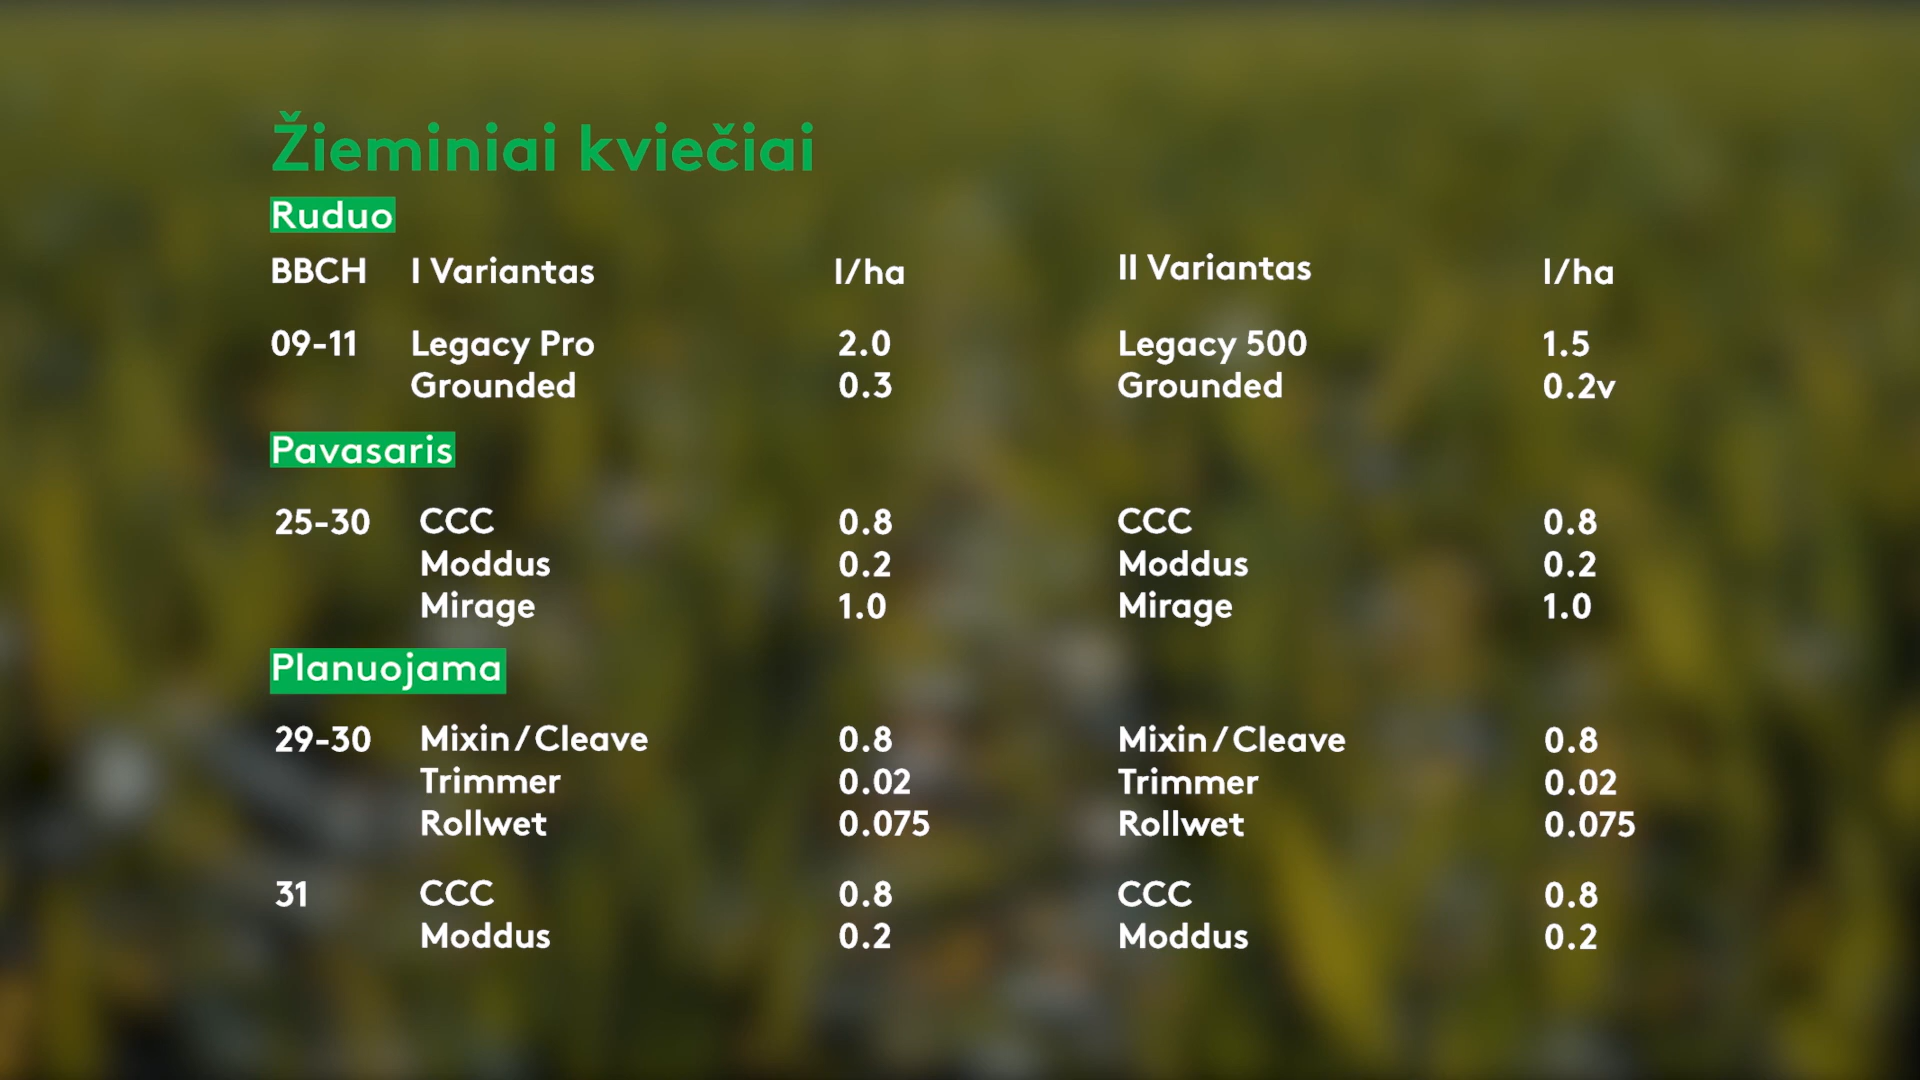 Žieminiai kviečiai
Ruduo
BBCH I Variantas l/ha II Variantas l/ha
09-11 Legacy Pro 2.0 Legacy 500 1.5
Grounded 0.3 Grounded 0.2v
Pavasaris
25-30 CCC 0.8 CCC 0.8
Moddus 0.2 Moddus 0.2
Mirage 1.0 Mirage 1.0
Planuojama
29-30 Mixin/Cleave 0.8 Mixin/Cleave 0.8
Trimmer 0.02 Trimmer 0.02
Rollwet 0.075 Rollwet 0.075
31 CCC 0.8 CCC 0.8
Moddus 0.2 Moddus 0.2